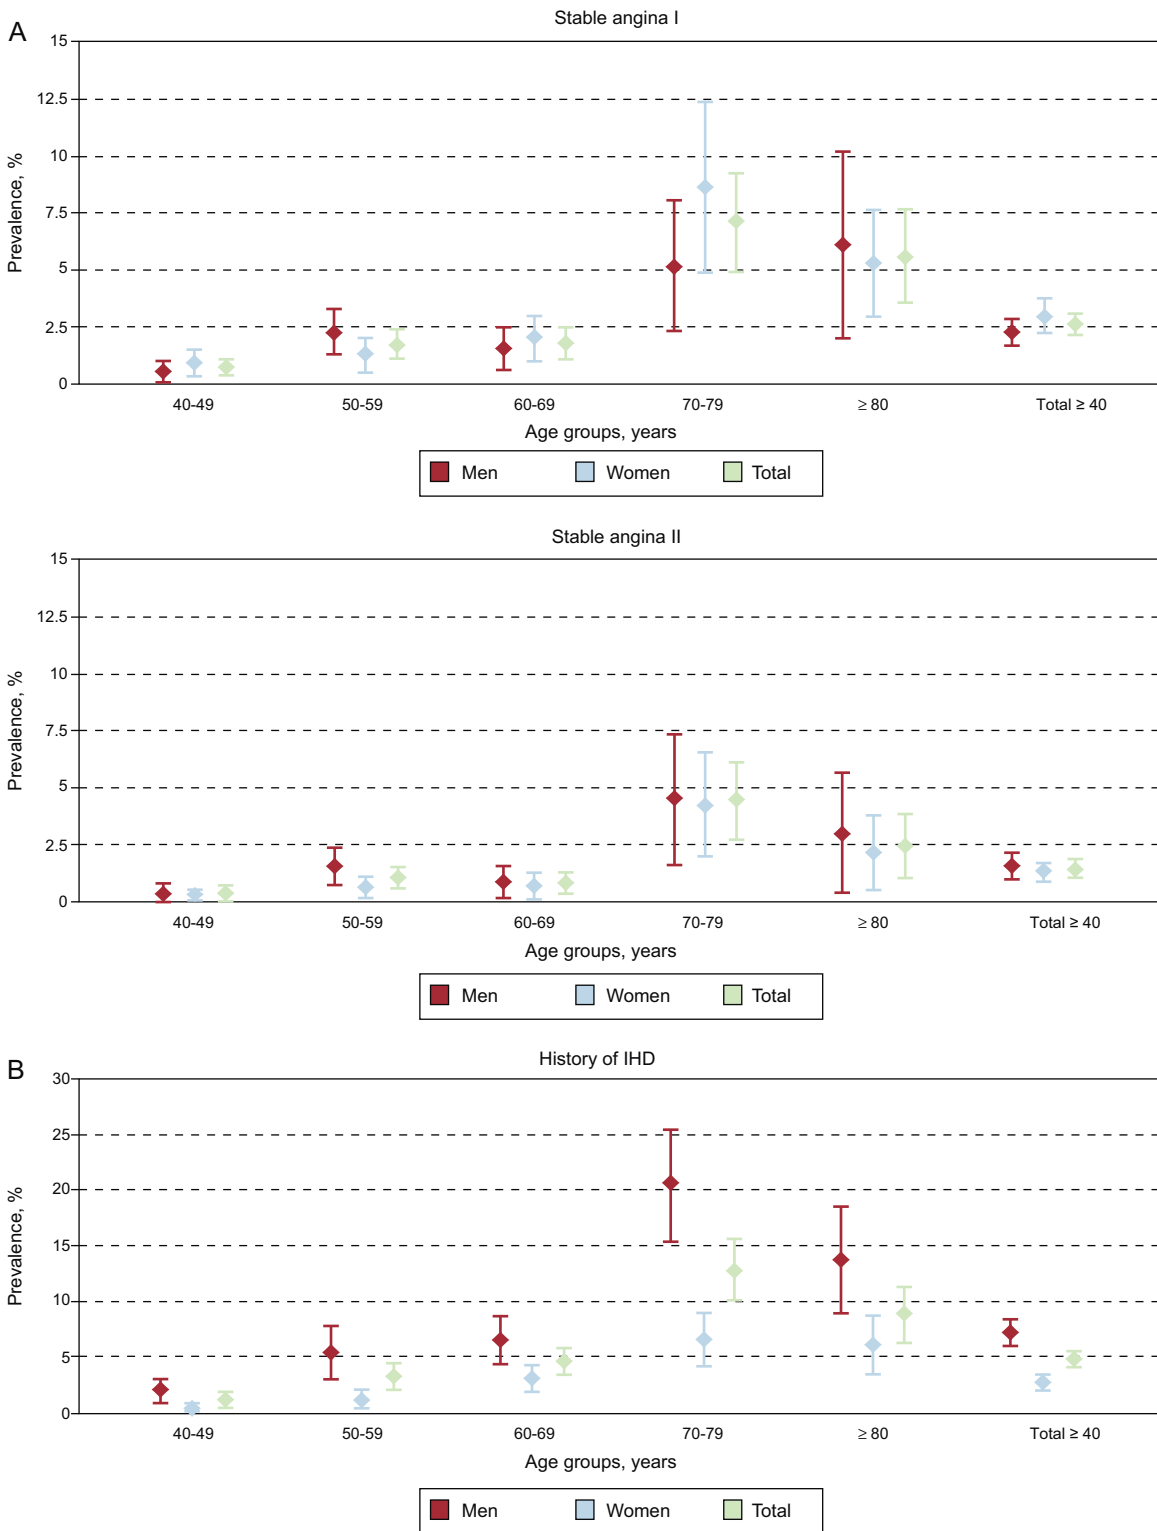 A
Stable angina I
15
12.5
10
7.5
5
2.5
0
Prevalence, %
40-49 50-59 60-69 70-79 ≥ 80 Total ≥ 40
Age groups, years
Men Women Total
Stable angina II
15
12.5
10
7.5
5
2.5
0
Prevalence, %
40-49 50-59 60-69 70-79 ≥ 80 Total ≥ 40
Age groups, years
Men Women Total
B
History of IHD
30
25
20
15
10
5
0
Prevalence, %
40-49 50-59 60-69 70-79 ≥ 80 Total ≥ 40
Age groups, years
Men Women Total